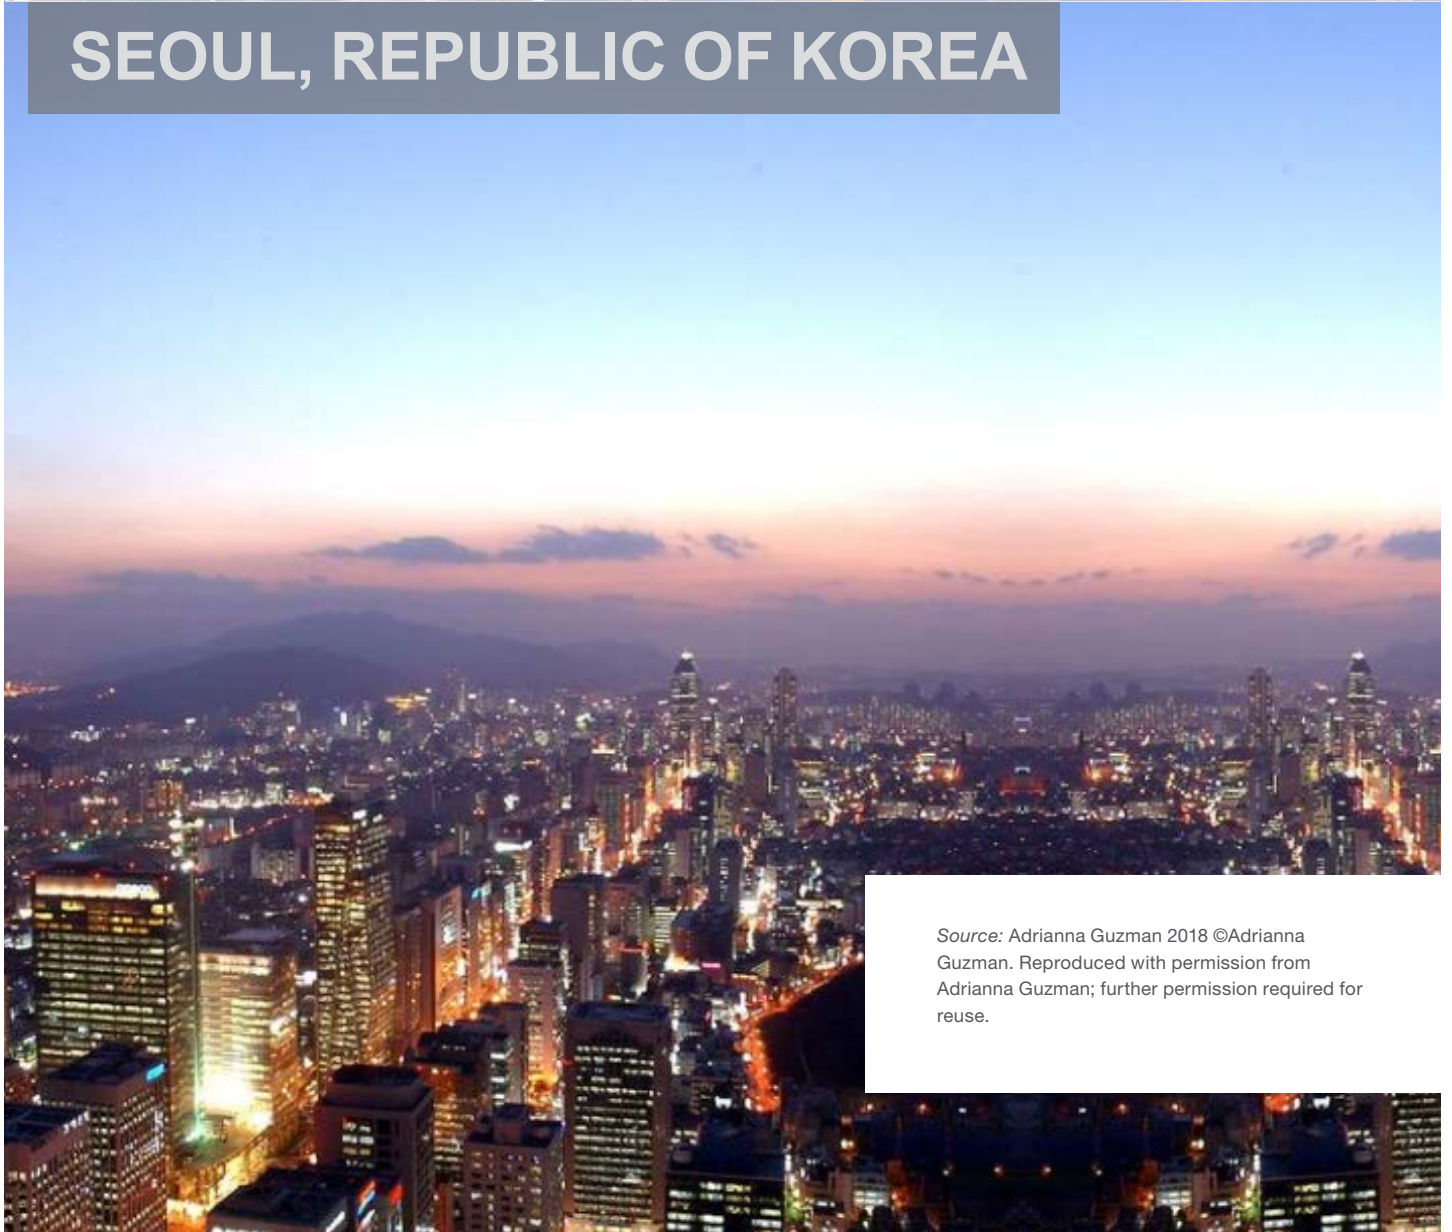 SEOUL, REPUBLIC OF KOREA
Source: Adrianna Guzman 2018 ©Adrianna
Guzman. Reproduced with permission from
Adrianna Guzman; further permission required for
reuse.